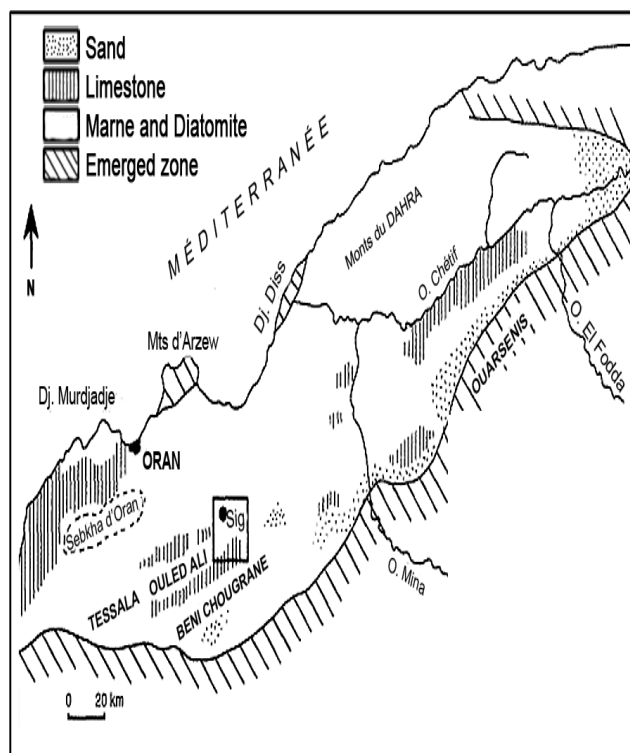 Sand
Limestone
Marne and Diatomite
Emerged zone
N
MÉDITERRANÉE
Monts du DAHRA
O. Chétif
Dj. Diss
OUARSENIS
O. El Fodda
Mts d'Arzew
Dj. Murdjadje
ORAN
Sebkha d'Oran
Sig
TESSALA
OULED ALI
BENI CHOUGRANE
O. Mina
0 20 km